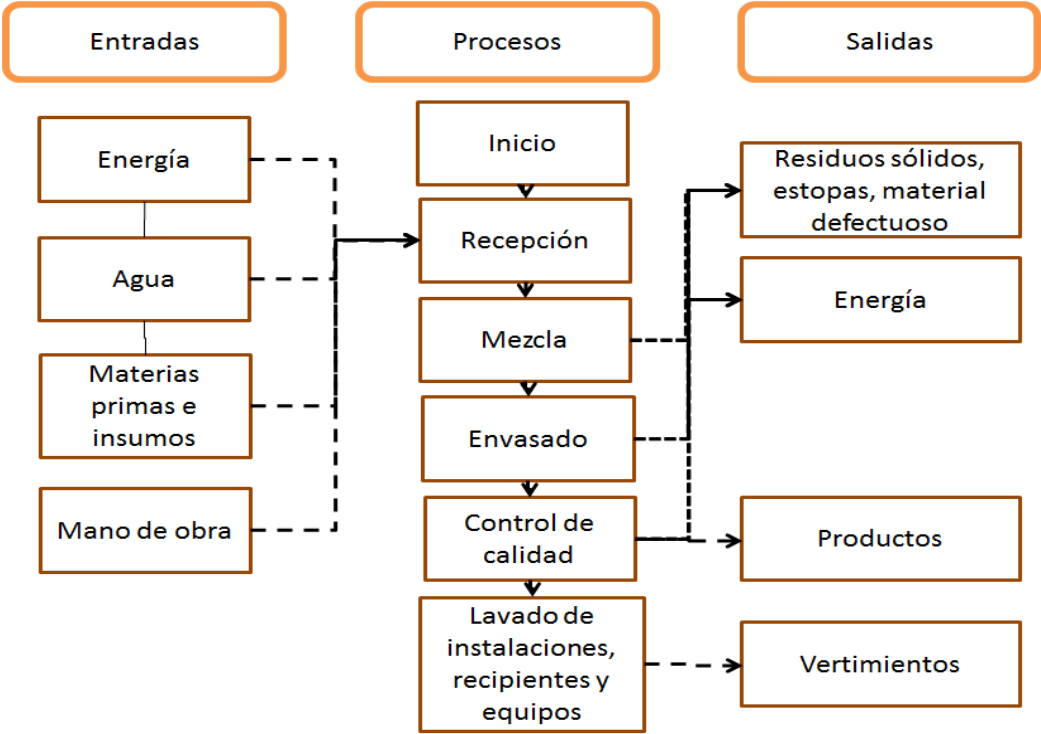 Entradas
Procesos
Salidas
Energía
Agua
Materias
primas e
insumos
Mano de obra
Inicio
Recepción
Mezcla
Envasado
Control de
calidad
Lavado de
instalaciones,
recipientes y
equipos
Residuos sólidos,
estopas, material
defectuoso
Energía
Productos
Vertimientos